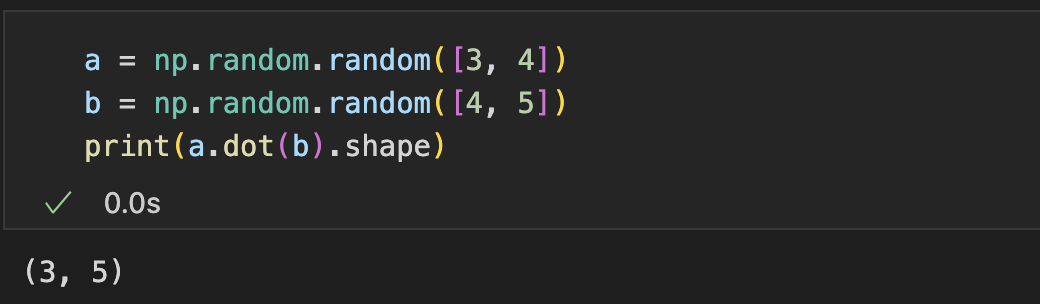 a = np.random.random([3, 4])
b = np.random.random([4, 5])
print(a.dot(b).shape)
0.0s
(3, 5)